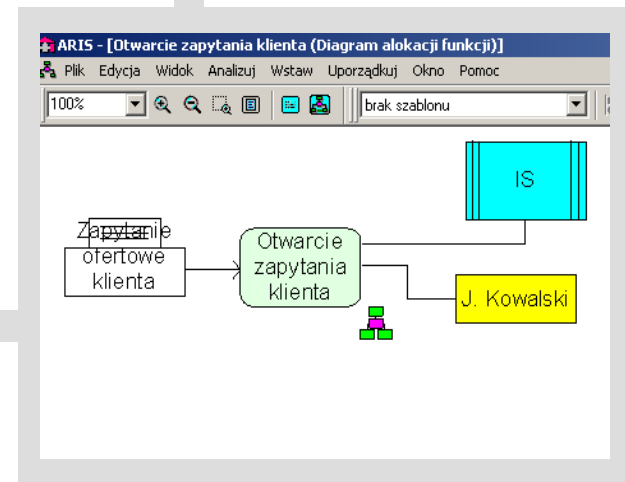 ARIS - [Otwarcie zapytania klienta (Diagram alokacji funkcji)]
Plik Edycja Widok Analizuj Wstaw Uporządkuj Okno Pomoc
100% brak szablonu
IS
Zapytanie
ofertowe
klienta
Otwarcie
zapytania
klienta
J. Kowalski